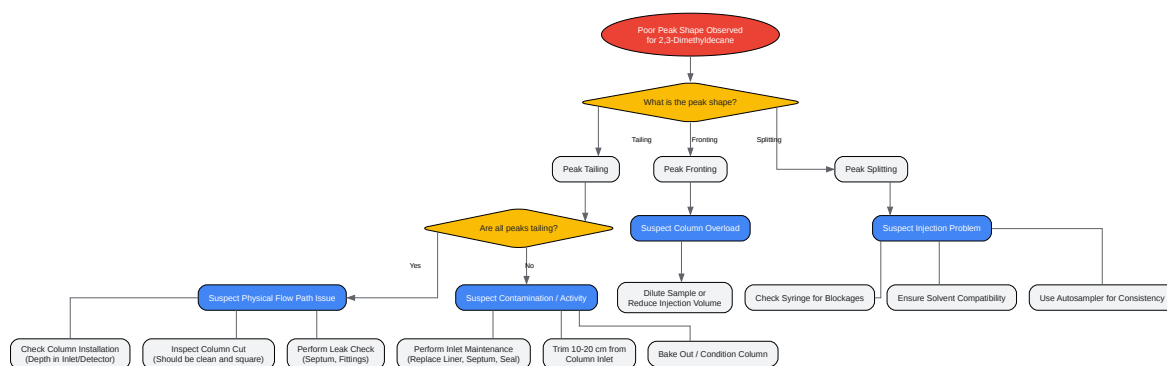 Poor Peak Shape Observed
for 2,3-Dimethyldecane
What is the peak shape?
Tailing
Fronting
Splitting
Peak Tailing
Peak Fronting
Peak Splitting
Are all peaks tailing?
Suspect Column Overload
Suspect Injection Problem
Yes
No
Suspect Physical Flow Path Issue
Suspect Contamination / Activity
Dilute Sample or
Reduce Injection Volume
Check Syringe for Blockages
Ensure Solvent Compatibility
Use Autosampler for Consistency
Check Column Installation
(Depth in Inlet/Detector)
Inspect Column Cut
(Should be clean and square)
Perform Leak Check
(Septum, Fittings)
Perform Inlet Maintenance
(Replace Liner, Septum, Seal)
Trim 10-20 cm from
Column Inlet
Bake Out / Condition Column